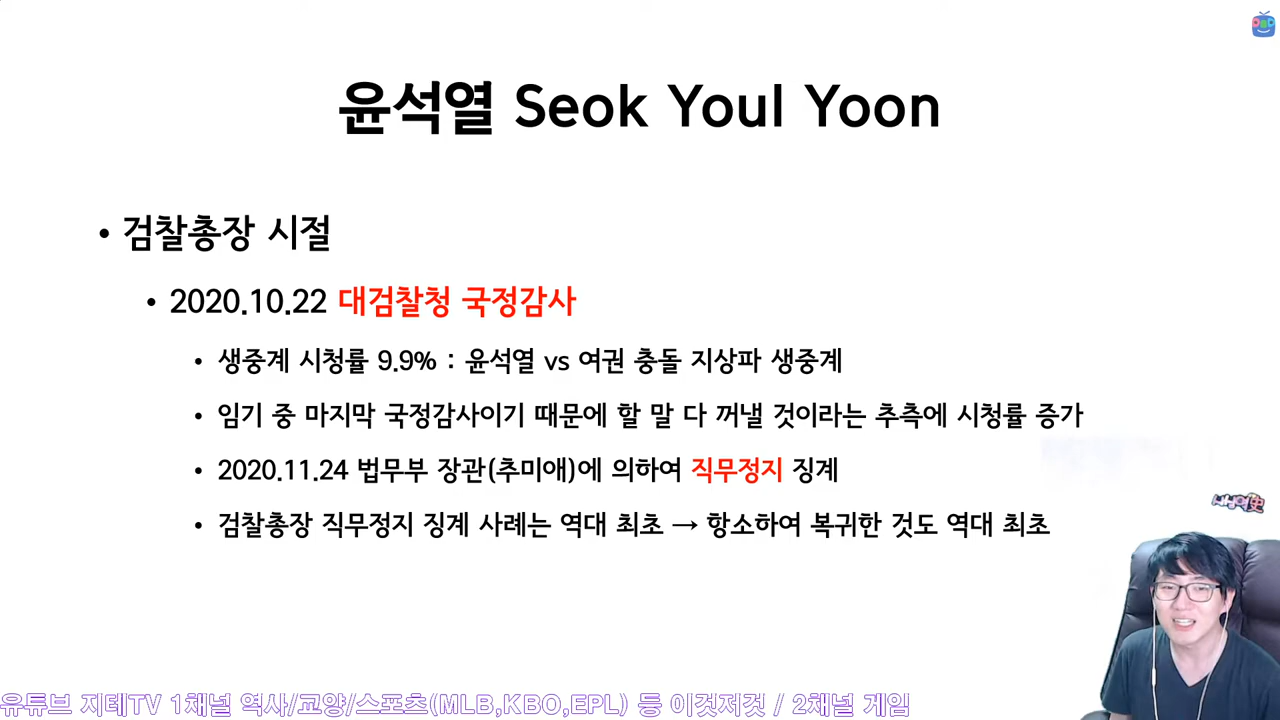 윤석열 Seok Youl Yoon
• 검찰총장 시절
• 2020.10.22 대검찰청 국정감사
• 생중계 시청률 9.9% : 윤석열 vs 여권 충돌 지상파 생중계
• 임기 중 마지막 국정감사이기 때문에 할 말 다 꺼낼 것이라는 추측에 시청률 증가
• 2020.11.24 법무부 장관(추미애)에 의하여 직무정지 징계
• 검찰총장 직무정지 징계 사례는 역대 최초 → 항소하여 복귀한 것도 역대 최초
유튜브 지테TV 1채널 역사/교양/스포츠(MLB,KBO,EPL) 등 이것저것 / 2채널 게임